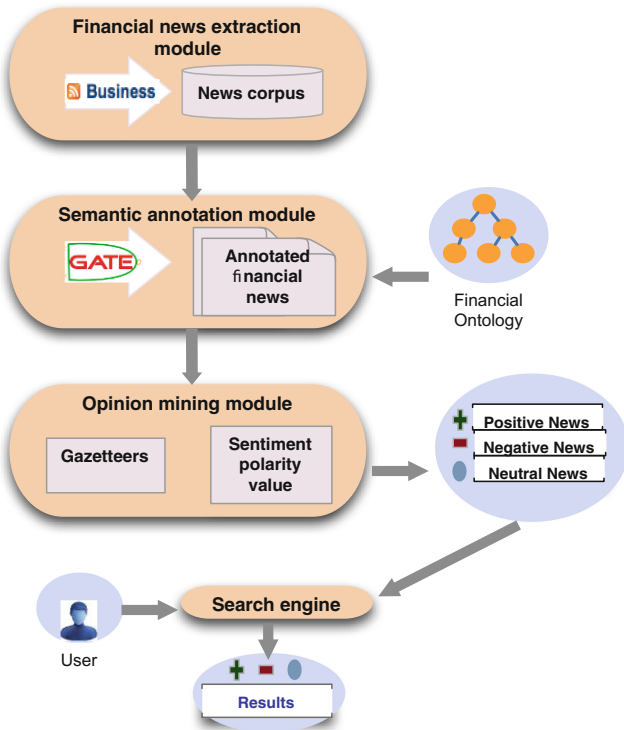 Financial news extraction
module
Business
News corpus
Semantic annotation module
GATE
Annotated
financial
news
Financial
Ontology
Opinion mining module
Gazetteers
Sentiment
polarity
value
Positive News
Negative News
Neutral News
Search engine
User
Results